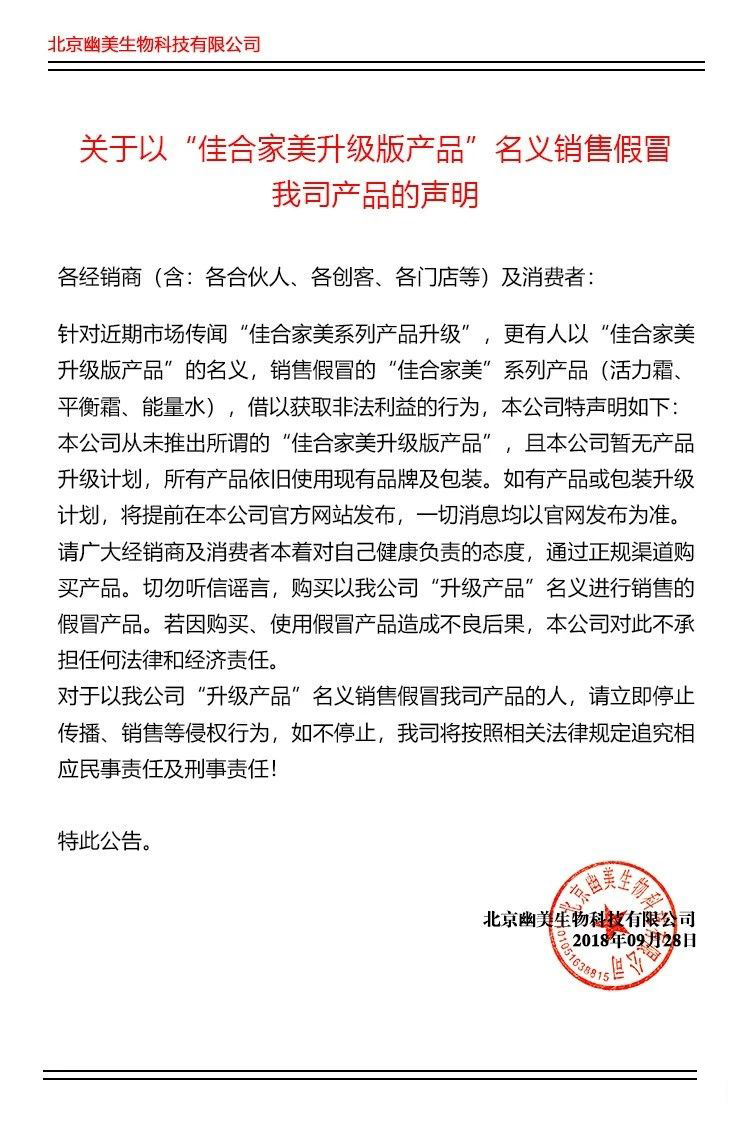 北京幽美生物科技有限公司
关于以“佳合家美升级版产品”名义销售假冒
我司产品的声明
各经销商（含：各合伙人、各创客、各门店等）及消费者：
针对近期市场传闻“佳合家美系列产品升级”，更有人以“佳合家美
升级版产品”的名义，销售假冒的“佳合家美”系列产品（活力霜、
平衡霜、能量水），借以获取非法利益的行为，本公司特声明如下：
本公司从未推出所谓的“佳合家美升级版产品”，且本公司暂无产品
升级计划，所有产品依旧使用现有品牌及包装。如有产品或包装升级
计划，将提前在本公司官方网站发布，一切消息均以官网发布为准。
请广大经销商及消费者本着对自己健康负责的态度，通过正规渠道购
买产品。切勿听信谣言，购买以我公司“升级产品”名义进行销售的
假冒产品。若因购买、使用假冒产品造成不良后果，本公司对此不承
担任何法律和经济责任。
对于以我公司“升级产品”名义销售假冒我司产品的人，请立即停止
传播、销售等侵权行为，如不停止，我司将按照相关法律规定追究相
应民事责任及刑事责任！
特此公告。
北京幽美生物科技有限公司
2018年09月28日
北京幽美生物科技有限公司